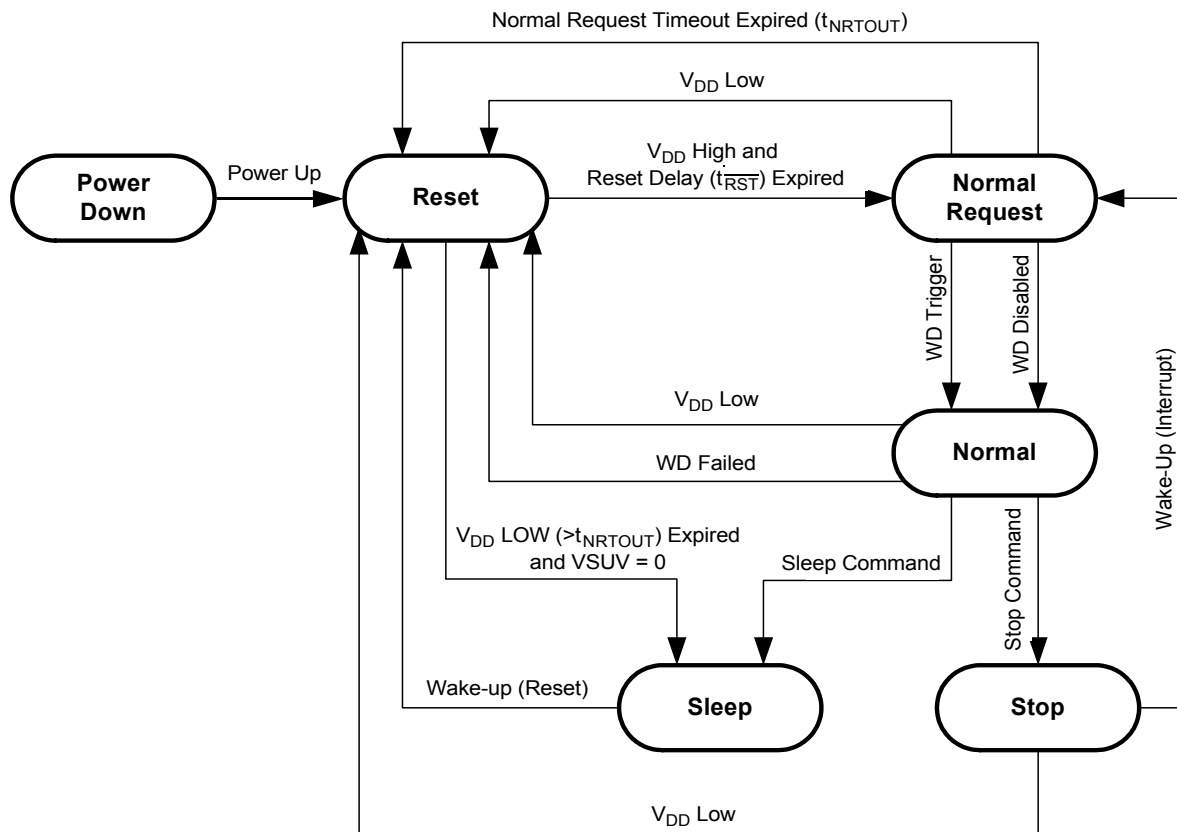 Normal Request Timeout Expired (tNRTOUT)
VDD Low
Power
Down
Power Up
Reset
VDD High and
Reset Delay (tRST) Expired
Normal
Request
WD Trigger
WD Disabled
VDD Low
Normal
WD Failed
Wake-Up (Interrupt)
VDD LOW (>tNRTOUT) Expired
and VSUV = 0
Sleep Command
Stop Command
Wake-up (Reset)
Sleep
Stop
VDD Low